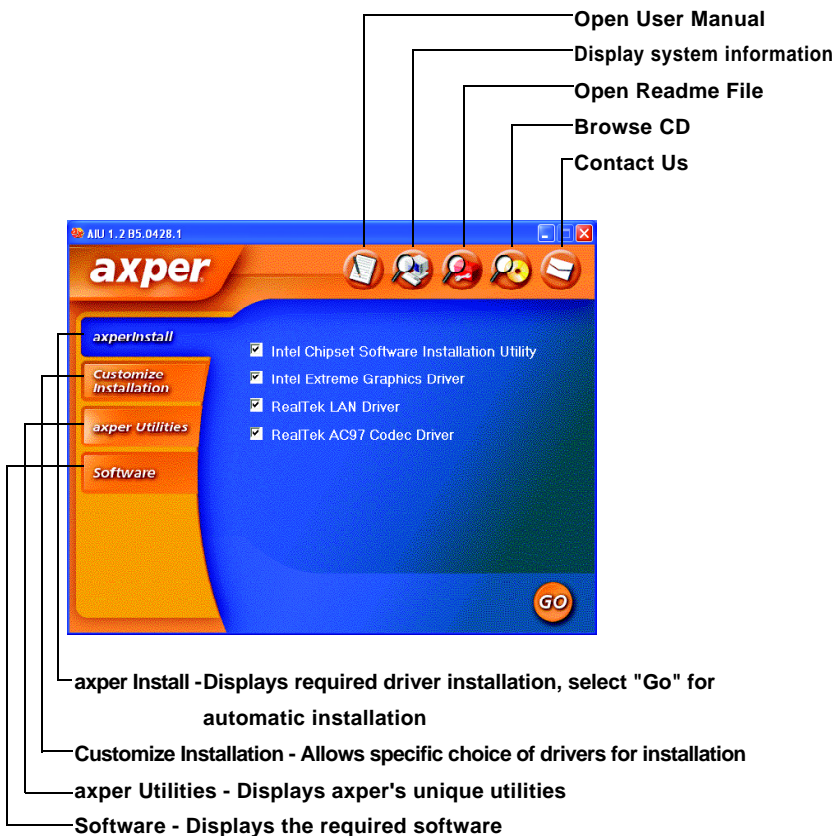 Open User Manual
Display system information
Open Readme File
Browse CD
Contact Us
AIU 1.2 B5.0428.1
axper
axperInstall
Customize
Installation
axper Utilities
Software
Intel Chipset Software Installation Utility
Intel Extreme Graphics Driver
RealTek LAN Driver
RealTek AC97 Codec Driver
GO
axper Install -Displays required driver installation, select "Go" for
automatic installation
Customize Installation - Allows specific choice of drivers for installation
axper Utilities - Displays axper's unique utilities
Software - Displays the required software